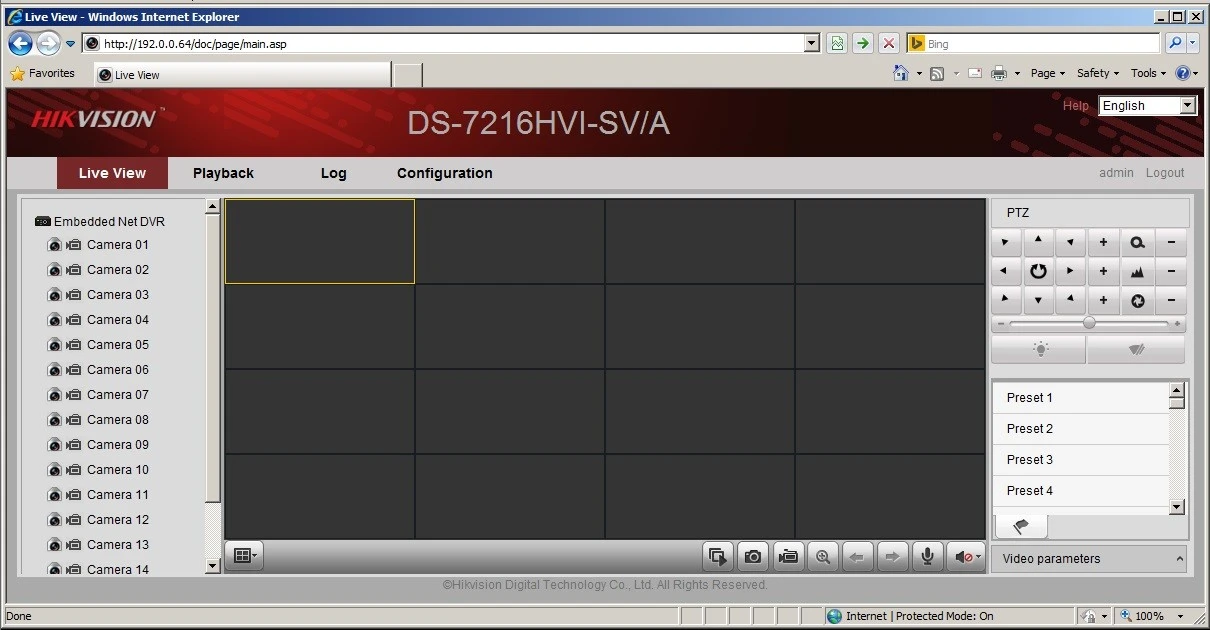 Live View - Windows Internet Explorer
http://192.0.0.64/doc/page/main.asp
Bing
Favorites
Live View
Page
Safety
Tools
HIKVISION™
DS-7216HVI-SV/A
Help
English
Live View
Playback
Log
Configuration
admin
Logout
Embedded Net DVR
Camera 01
Camera 02
Camera 03
Camera 04
Camera 05
Camera 06
Camera 07
Camera 08
Camera 09
Camera 10
Camera 11
Camera 12
Camera 13
Camera 14
PTZ
Preset 1
Preset 2
Preset 3
Preset 4
Video parameters
©Hikvision Digital Technology Co., Ltd. All Rights Reserved.
Done
Internet | Protected Mode: On
100%